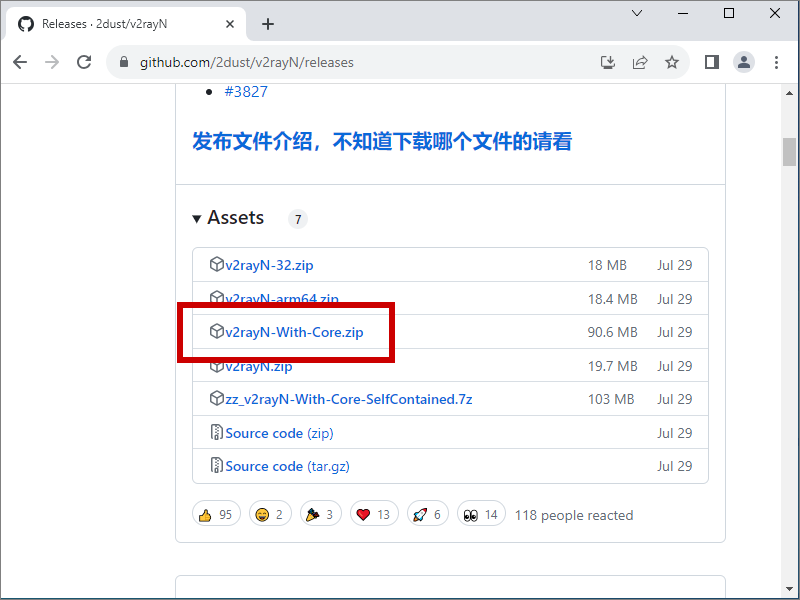 Releases · 2dust/v2rayN
github.com/2dust/v2rayN/releases
#3827
发布文件介绍，不知道下载哪个文件的请看
Assets 7
v2rayN-32.zip 18 MB Jul 29
v2rayN-arm64.zip 18.4 MB Jul 29
v2rayN-With-Core.zip 90.6 MB Jul 29
v2rayN.zip 19.7 MB Jul 29
zz_v2rayN-With-Core-SelfContained.7z 103 MB Jul 29
Source code (zip) Jul 29
Source code (tar.gz) Jul 29
95 2 3 13 6 14 118 people reacted